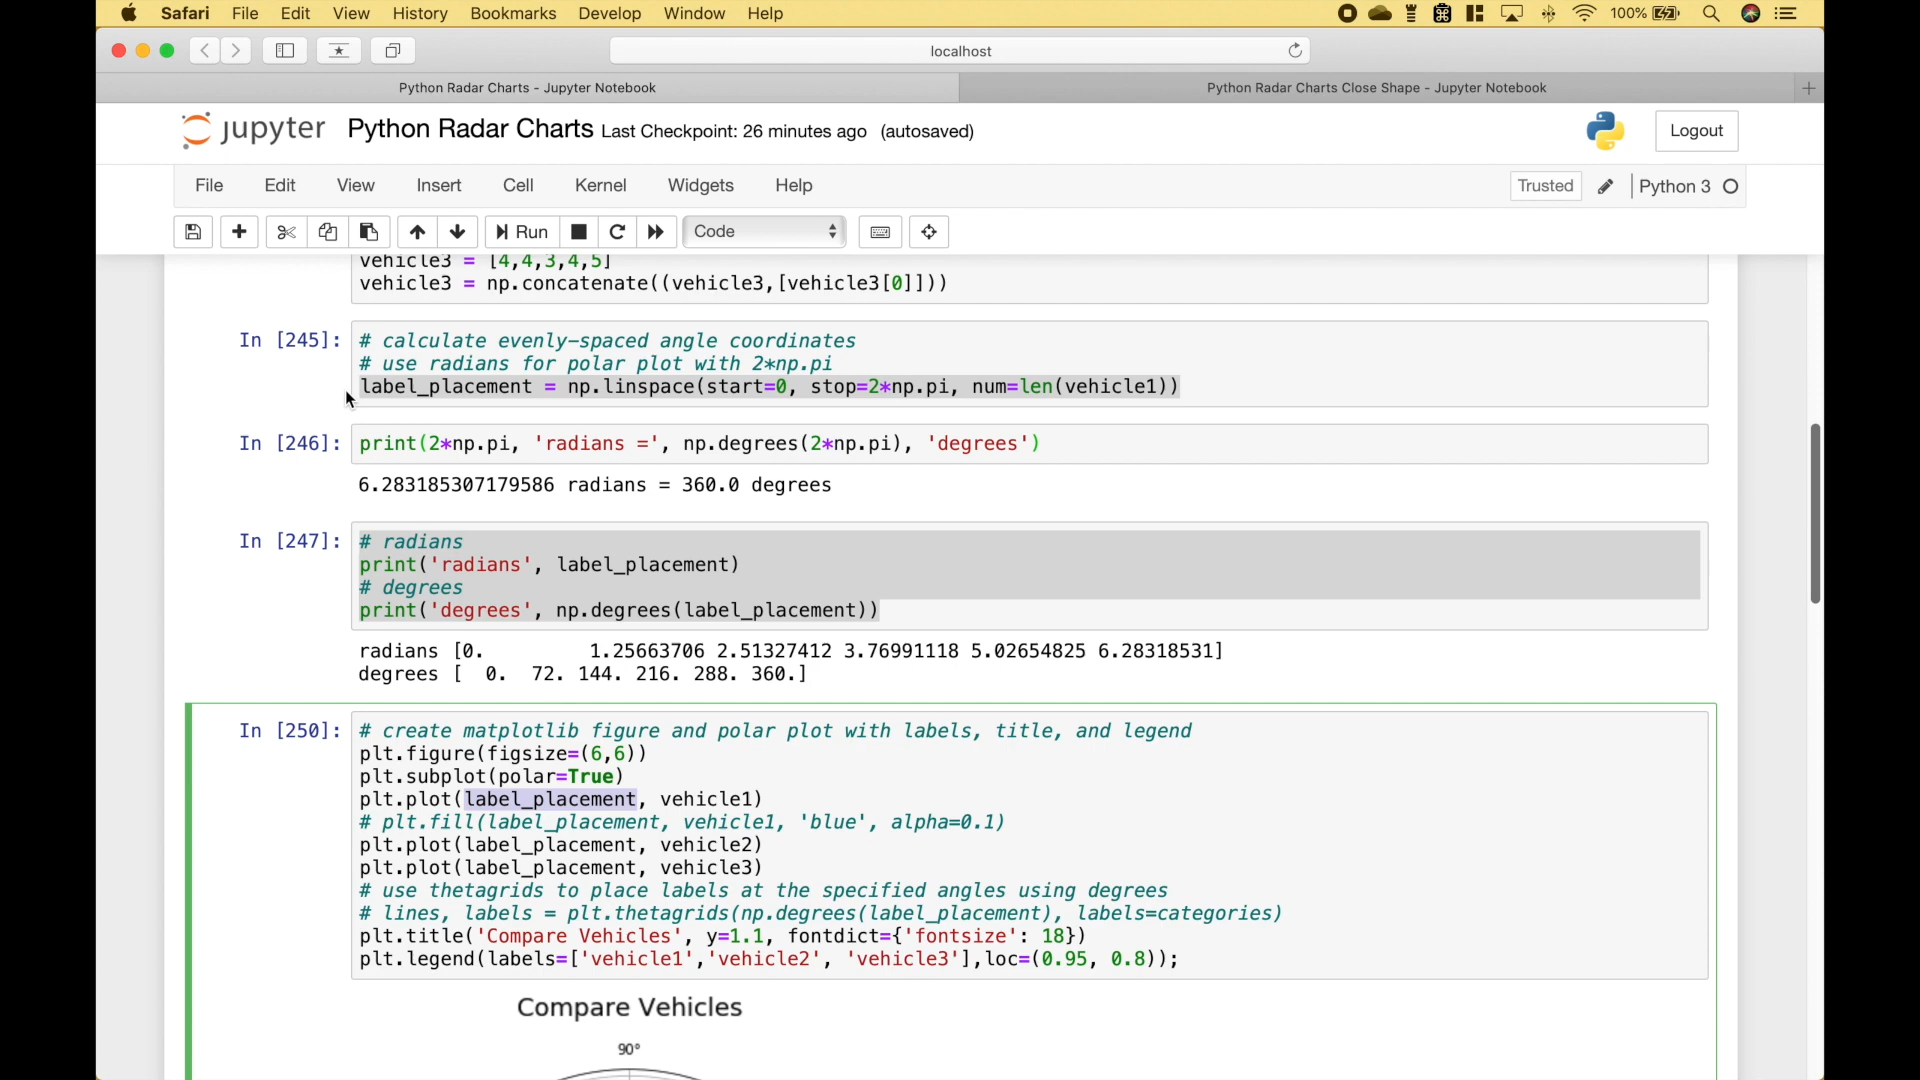 Safari File Edit View History Bookmarks Develop Window Help 100%
localhost
Python Radar Charts - Jupyter Notebook
Python Radar Charts Close Shape - Jupyter Notebook
jupyter Python Radar Charts Last Checkpoint: 26 minutes ago (autosaved)
Logout
File Edit View Insert Cell Kernel Widgets Help
Trusted
Python 3
Run
Code
vehicle3 = [4,4,3,4,5]
vehicle3 = np.concatenate((vehicle3,[vehicle3[0]]))
In [245]: # calculate evenly-spaced angle coordinates
# use radians for polar plot with 2*np.pi
label_placement = np.linspace(start=0, stop=2*np.pi, num=len(vehicle1))
In [246]: print(2*np.pi, 'radians =', np.degrees(2*np.pi), 'degrees')
6.283185307179586 radians = 360.0 degrees
In [247]: # radians
print('radians', label_placement)
# degrees
print('degrees', np.degrees(label_placement))
radians [0. 1.25663706 2.51327412 3.76991118 5.02654825 6.28318531]
degrees [ 0. 72. 144. 216. 288. 360.]
In [250]: # create matplotlib figure and polar plot with labels, title, and legend
plt.figure(figsize=(6,6))
plt.subplot(polar=True)
plt.plot(label_placement, vehicle1)
# plt.fill(label_placement, vehicle1, 'blue', alpha=0.1)
plt.plot(label_placement, vehicle2)
plt.plot(label_placement, vehicle3)
# use thetagrids to place labels at the specified angles using degrees
# lines, labels = plt.thetagrids(np.degrees(label_placement), labels=categories)
plt.title('Compare Vehicles', y=1.1, fontdict={'fontsize': 18})
plt.legend(labels=['vehicle1','vehicle2', 'vehicle3'],loc=(0.95, 0.8));
Compare Vehicles
90°